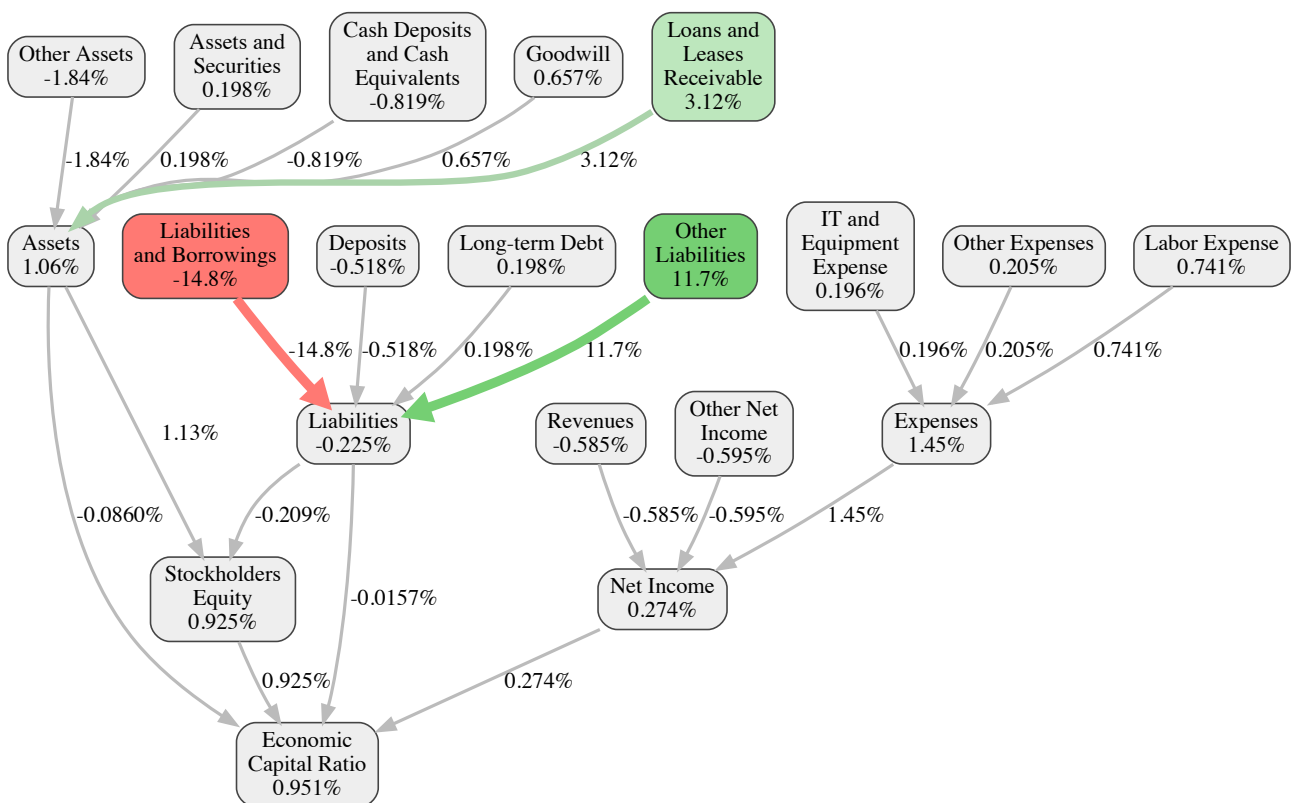 Other Assets
-1.84%
Assets and
Securities
0.198%
Cash Deposits
and Cash
Equivalents
-0.819%
Goodwill
0.657%
Loans and
Leases
Receivable
3.12%
-1.84%
0.198%
-0.819%
0.657%
3.12%
Assets
1.06%
Liabilities
and Borrowings
-14.8%
Deposits
-0.518%
Long-term Debt
0.198%
Other
Liabilities
11.7%
IT and
Equipment
Expense
0.196%
Other Expenses
0.205%
Labor Expense
0.741%
-14.8%
-0.518%
0.198%
11.7%
0.196%
0.205%
0.741%
1.13%
Liabilities
-0.225%
Revenues
-0.585%
Other Net
Income
-0.595%
Expenses
1.45%
-0.0860%
-0.209%
-0.585%
-0.595%
1.45%
Stockholders
Equity
0.925%
-0.0157%
Net Income
0.274%
0.925%
0.274%
Economic
Capital Ratio
0.951%